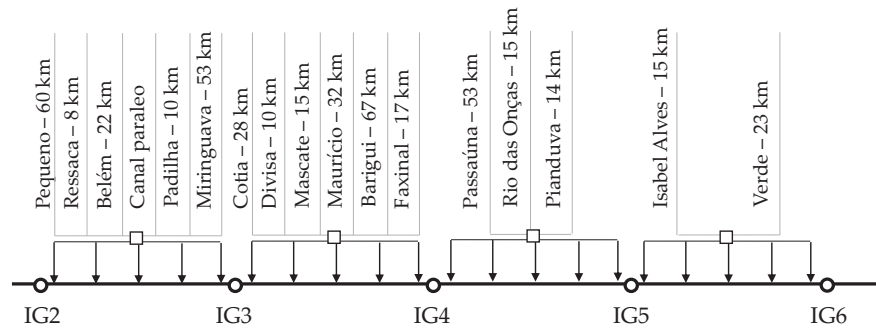 Pequeno – 60 km
Ressaca – 8 km
Belém – 22 km
Canal paraleo
Padilha – 10 km
Miringuava – 53 km
Cotia – 28 km
Divisa – 10 km
Mascate – 15 km
Maurício – 32 km
Barigui – 67 km
Faxinal – 17 km
Passaúna – 53 km
Rio das Onças – 15 km
Pianduva – 14 km
Isabel Alves – 15 km
Verde – 23 km
IG2
IG3
IG4
IG5
IG6